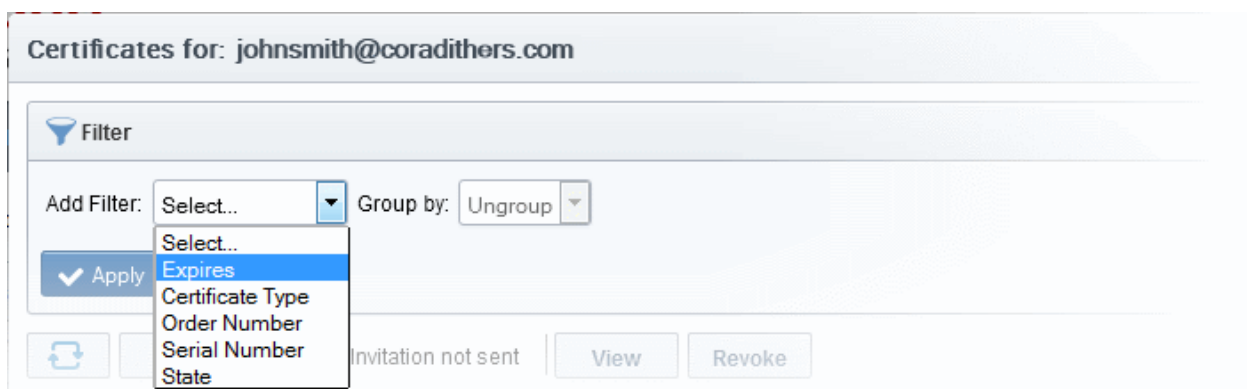 Certificates for: johnsmith@coradithers.com
Filter
Add Filter: Select... Group by: Ungroup
Select...
Apply Expires
Certificate Type
Order Number
Serial Number
Invitation not sent View Revoke
State